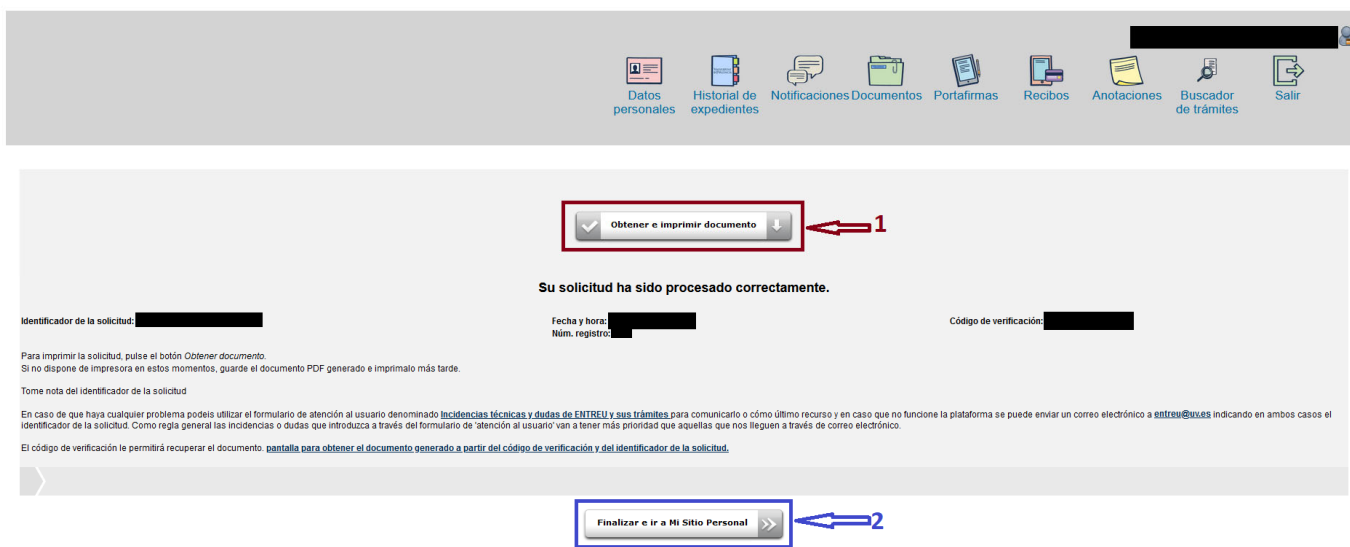 Datos personales
Historial de expedientes
Notificaciones
Documentos
Portafirmas
Recibos
Anotaciones
Buscador de trámites
Salir
Obtener e imprimir documento
1
Su solicitud ha sido procesado correctamente.
Identificador de la solicitud:
Fecha y hora:
Núm. registro:
Código de verificación:
Para imprimir la solicitud, pulse el botón Obtener documento.
Si no dispone de impresora en estos momentos, guarde el documento PDF generado e imprimalo más tarde.
Tome nota del identificador de la solicitud
En caso de que haya cualquier problema podeis utilizar el formulario de atención al usuario denominado Incidencias técnicas y dudas de ENTREU y sus trámites para comunicarlo o cómo último recurso y en caso que no funcione la plataforma se puede enviar un correo electrónico a entreu@uv.es indicando en ambos casos el
identificador de la solicitud. Como regla general las incidencias o dudas que introduzca a través del formulario de 'atención al usuario' van a tener más prioridad que aquellas que nos lleguen a través de correo electrónico.
El código de verificación le permitirá recuperar el documento. pantalla para obtener el documento generado a partir del código de verificación y del identificador de la solicitud.
Finalizar e ir a Mi Sitio Personal
2